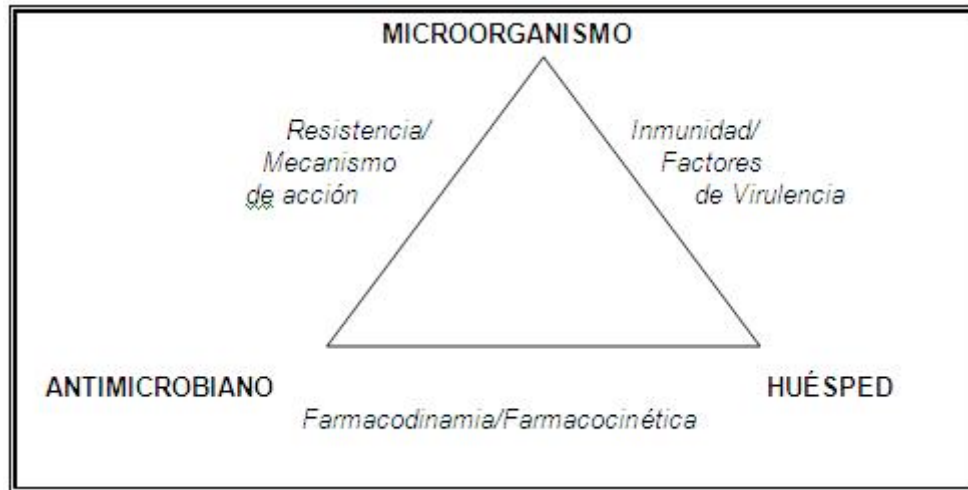 MICROORGANISMO
Resistencia/
Mecanismo
de acción
Inmunidad/
Factores
de Virulencia
ANTIMICROBIANO
HUÉSPED
Farmacodinamia/Farmacocinética